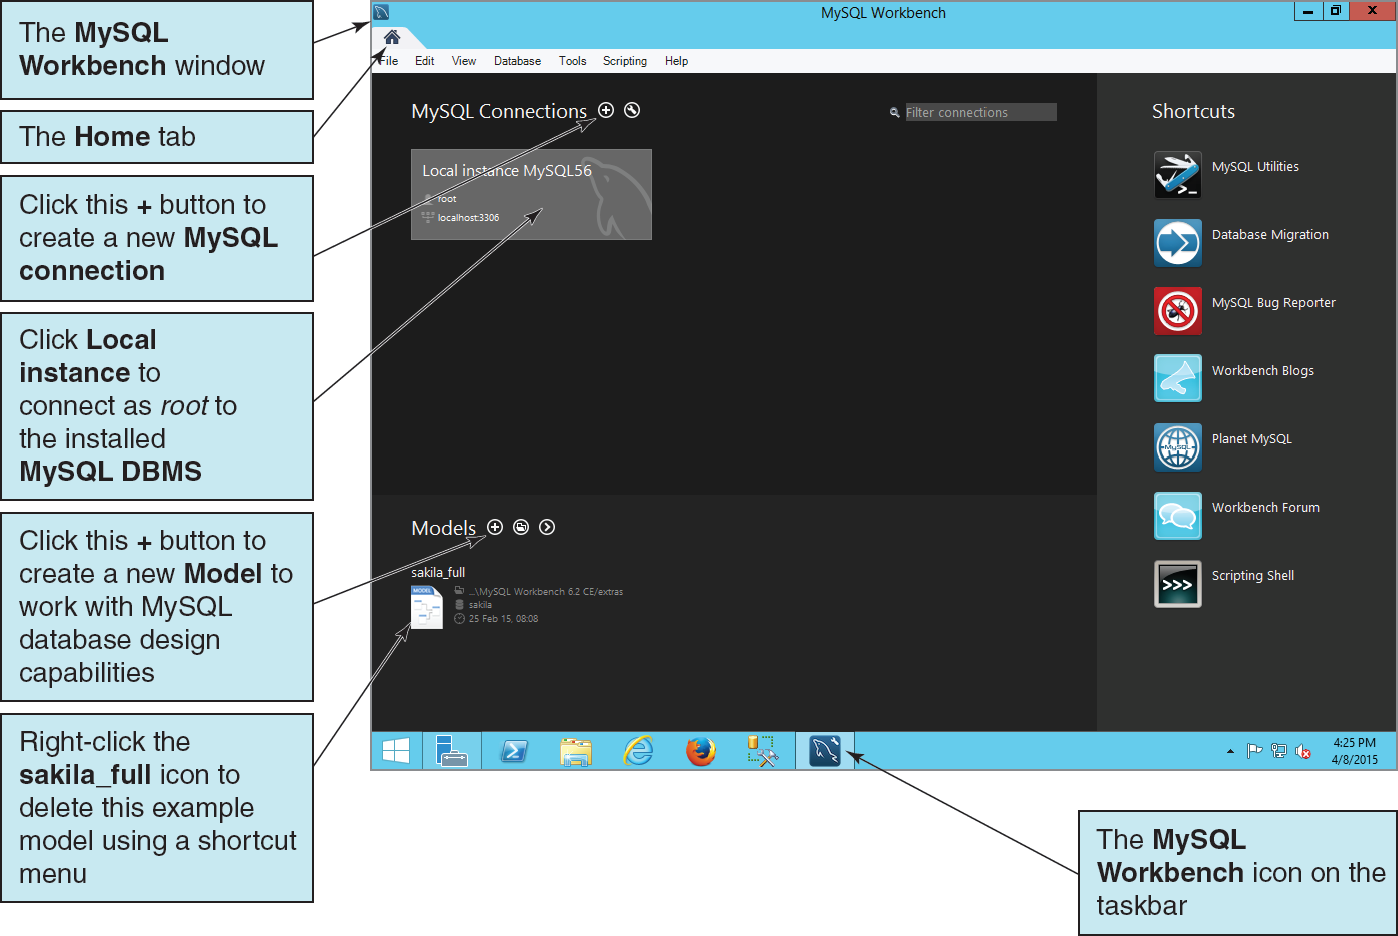 The MySQL
Workbench window
The Home tab
Click this + button to
create a new MySQL
connection
Click Local
instance to
connect as root to
the installed
MySQL DBMS
Click this + button to
create a new Model to
work with MySQL
database design
capabilities
Right-click the
sakila_full icon to
delete this example
model using a shortcut
menu
MySQL Workbench
File Edit View Database Tools Scripting Help
MySQL Connections
Filter connections
Local instance MySQL56
root
localhost:3306
Models
sakila_full
MODEL
...\MySQL Workbench 6.2 CE/extras
sakila
25 Feb 15, 08:08
Shortcuts
MySQL Utilities
Database Migration
MySQL Bug Reporter
Workbench Blogs
MySQL
Planet MySQL
Workbench Forum
>>>
Scripting Shell
4:25 PM
4/8/2015
The MySQL
Workbench icon on the
taskbar